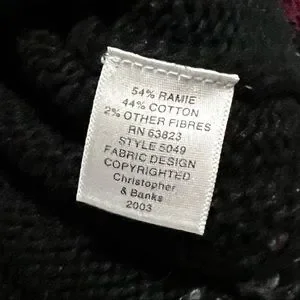 54% RAMIE
44% COTTON
2% OTHER FIBRES
RN 63823
STYLE 5049
FABRIC DESIGN
COPYRIGHTED
Christopher
& Banks
2003